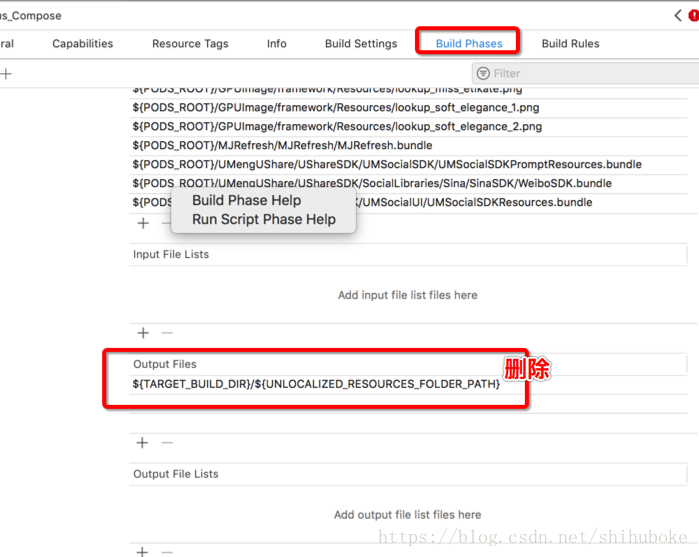 us_Compose
ral Capabilities Resource Tags Info Build Settings Build Phases Build Rules
Filter
${PODS_ROOT}/GPUImage/framework/Resources/lookup_miss_etikate.png
${PODS_ROOT}/GPUImage/framework/Resources/lookup_soft_elegance_1.png
${PODS_ROOT}/GPUImage/framework/Resources/lookup_soft_elegance_2.png
${PODS_ROOT}/MJRefresh/MJRefresh/MJRefresh.bundle
${PODS_ROOT}/UMengUShare/UShareSDK/UMSocialSDK/UMSocialSDKPromptResources.bundle
${PODS_ROOT}/UMengUShare/UShareSDK/SocialLibraries/Sina/SinaSDK/WeiboSDK.bundle
${PODS K/UMSocialUI/UMSocialSDKResources.bundle
Build Phase Help
Run Script Phase Help
Input File Lists
Add input file list files here
Output Files
删除
${TARGET_BUILD_DIR}/${UNLOCALIZED_RESOURCES_FOLDER_PATH}
Output File Lists
Add output file list files here
https://blog.csdn.net/shihuboke